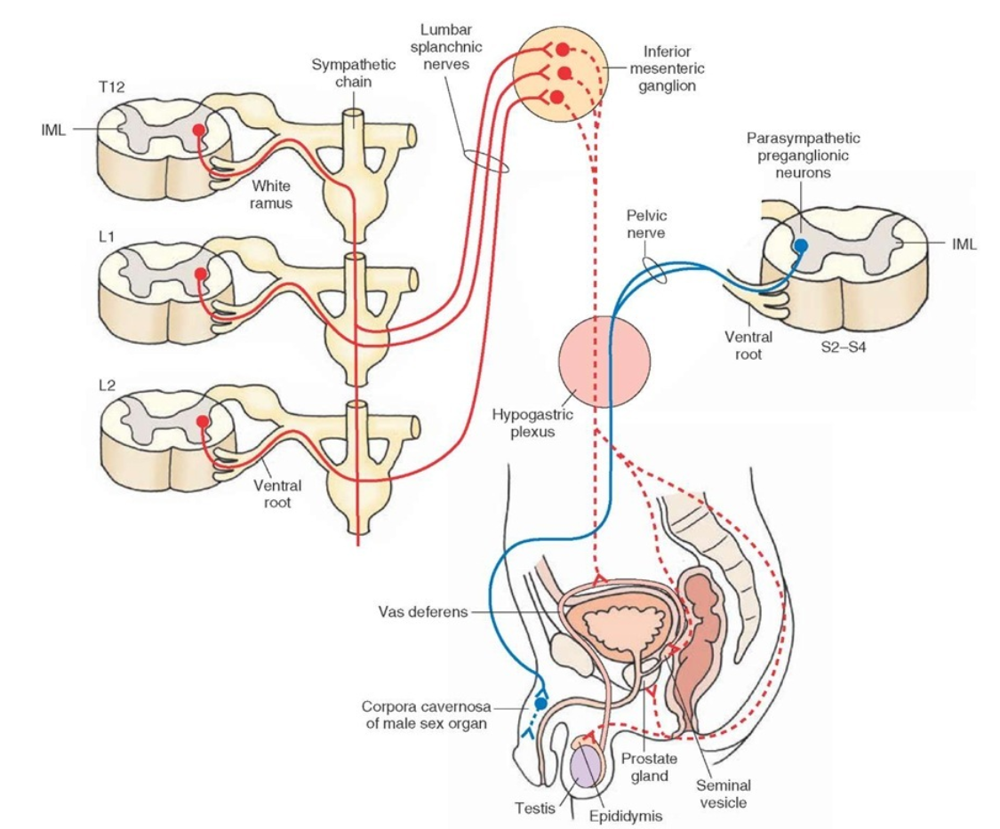 Lumbar
splanchnic
nerves
Sympathetic
chain
Inferior
mesenteric
ganglion
T12
IML
White
ramus
Parasympathetic
preganglionic
neurons
Pelvic
nerve
L1
IML
Ventral
root
S2–S4
L2
Hypogastric
plexus
Ventral
root
Vas deferens
Corpora cavernosa
of male sex organ
Prostate
gland
Seminal
vesicle
Testis
Epididymis